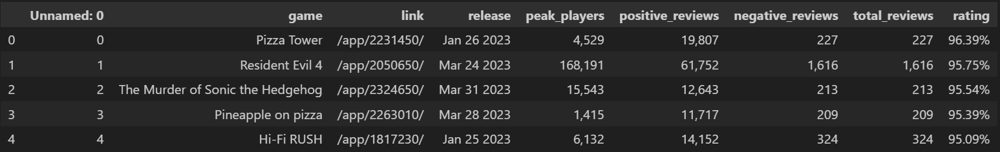 Unnamed: 0 game link release peak_players positive_reviews negative_reviews total_reviews rating
0 0 Pizza Tower /app/2231450/ Jan 26 2023 4,529 19,807 227 227 96.39%
1 1 Resident Evil 4 /app/2050650/ Mar 24 2023 168,191 61,752 1,616 1,616 95.75%
2 2 The Murder of Sonic the Hedgehog /app/2324650/ Mar 31 2023 15,543 12,643 213 213 95.54%
3 3 Pineapple on pizza /app/2263010/ Mar 28 2023 1,415 11,717 209 209 95.39%
4 4 Hi-Fi RUSH /app/1817230/ Jan 25 2023 6,132 14,152 324 324 95.09%